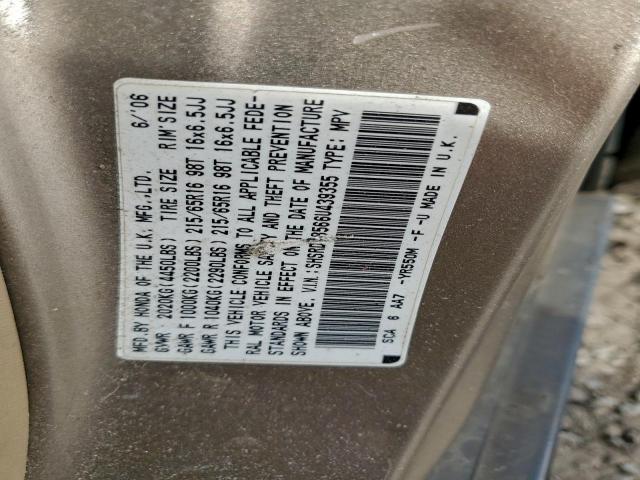 MFD.BY HONDA OF THE U.K. MFG.,LTD. 6/'06
GVWR 2020KG(4450LBS) TIRE SIZE RIM SIZE
GAWR F 1000KG(2200LBS) 215/65R16 98T 16x6.5JJ
GAWR R 1040KG(2290LBS) 215/65R16 98T 16x6.5JJ
THIS VEHICLE CONFORMS TO ALL APPLICABLE FEDE-
RAL MOTOR VEHICLE SAFETY AND THEFT PREVENTION
STANDARDS IN EFFECT ON THE DATE OF MANUFACTURE
SHOWN ABOVE. V.I.N.: TYPE: MPV
SCA 6 AA7 -YR550M -F -U MADE IN U.K.